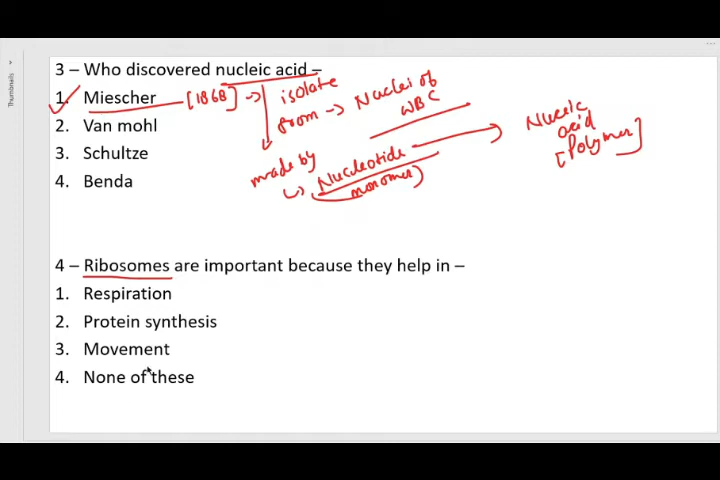 Thumbnails
3 – Who discovered nucleic acid –
1. Miescher [1868] → isolate from → Nuclei of WBC
2. Van mohl
3. Schultze
4. Benda
made by
↳ Nucleotide
monomer)
Nucleic
acid
[Polymer]
4 – Ribosomes are important because they help in –
1. Respiration
2. Protein synthesis
3. Movement
4. None of these